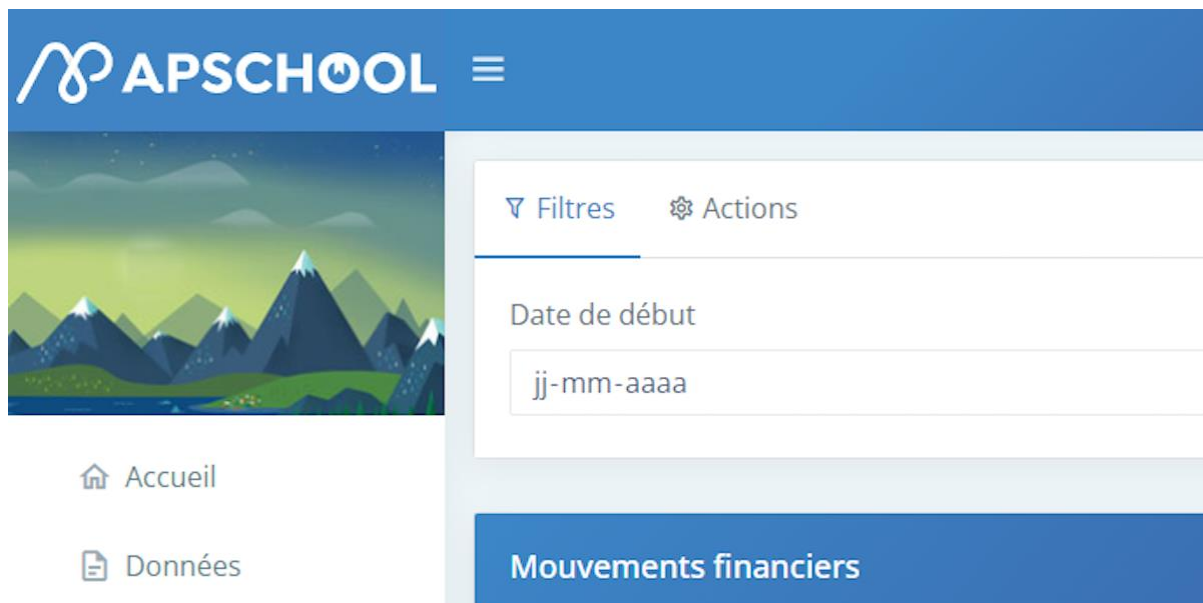 APSCHOOL
Filtres
Actions
Date de début
jj-mm-aaaa
Accueil
Données
Mouvements financiers